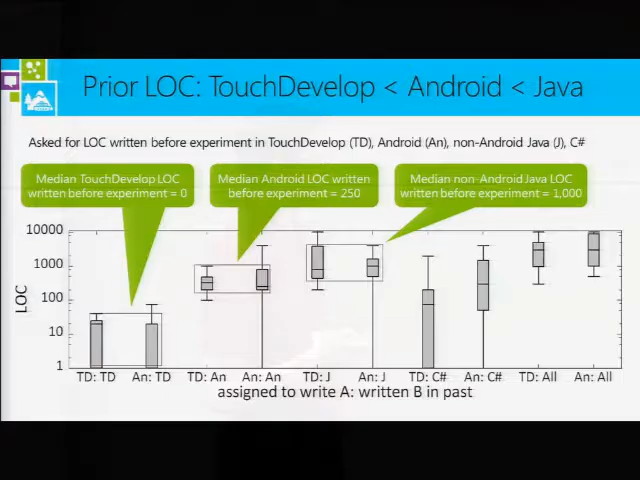 Prior LOC: TouchDevelop < Android < Java
Asked for LOC written before experiment in TouchDevelop (TD), Android (An), non-Android Java (J), C#
Median TouchDevelop LOC
written before experiment = 0
Median Android LOC written
before experiment = 250
Median non-Android Java LOC
written before experiment = 1,000
LOC
10000
1000
100
10
1
TD: TD An: TD TD: An An: An TD: J An: J TD: C# An: C# TD: All An: All
assigned to write A: written B in past